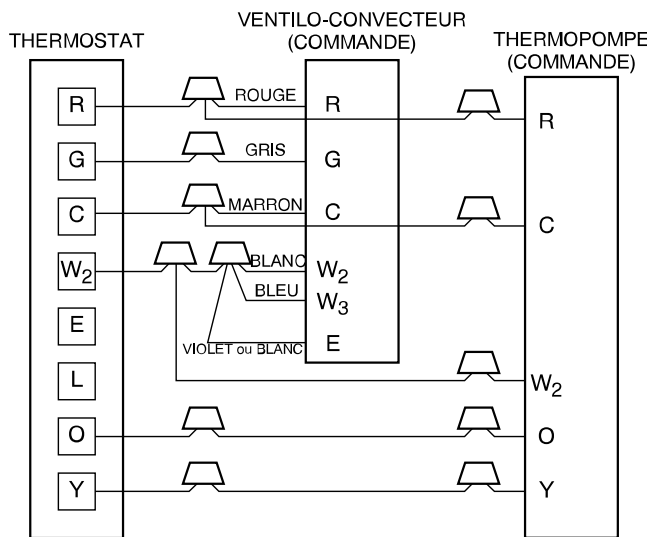 THERMOSTAT
VENTILO-CONVECTEUR
(COMMANDE)
THERMOPOMPE
(COMMANDE)
R
ROUGE
R
R
G
GRIS
G
C
MARRON
C
C
W2
BLANC
W2
BLEU
W3
E
VIOLET ou BLANC
E
L
W2
O
O
Y
Y